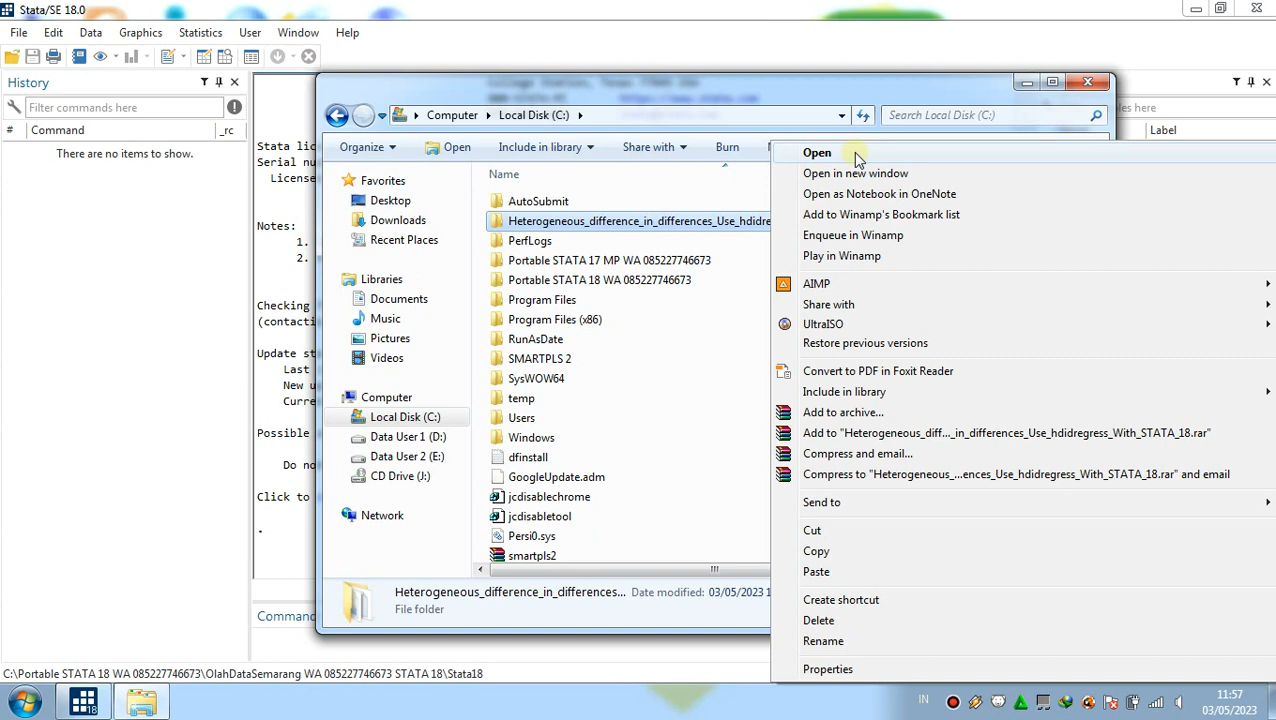 Stata/SE 18.0
File Edit Data Graphics Statistics User Window Help
History
Filter commands here
# Command _rc
There are no items to show.
Stata lic
Serial nu
License
Notes:
1.
2.
Checking
(contactin
Update st
Last
New u
Curre
Possible
Do no
Click to
.
Command
Label
Computer Local Disk (C:)
Search Local Disk (C:)
Organize Open Include in library Share with Burn
Favorites
Desktop
Downloads
Recent Places
Libraries
Documents
Music
Pictures
Videos
Computer
Local Disk (C:)
Data User 1 (D:)
Data User 2 (E:)
CD Drive (J:)
Network
Name
AutoSubmit
Heterogeneous_difference_in_differences_Use_hdidre
PerfLogs
Portable STATA 17 MP WA 085227746673
Portable STATA 18 WA 085227746673
Program Files
Program Files (x86)
RunAsDate
SMARTPLS 2
SysWOW64
temp
Users
Windows
dfinstall
GoogleUpdate.adm
jcdisablechrome
jcdisabletool
Persi0.sys
smartpls2
Heterogeneous_difference_in_differences... Date modified: 03/05/2023 1
File folder
Open
Open in new window
Open as Notebook in OneNote
Add to Winamp's Bookmark list
Enqueue in Winamp
Play in Winamp
AIMP
Share with
UltraISO
Restore previous versions
Convert to PDF in Foxit Reader
Include in library
Add to archive...
Add to "Heterogeneous_diff..._in_differences_Use_hdidregress_With_STATA_18.rar"
Compress and email...
Compress to "Heterogeneous_...ences_Use_hdidregress_With_STATA_18.rar" and email
Send to
Cut
Copy
Paste
Create shortcut
Delete
Rename
Properties
C:\Portable STATA 18 WA 085227746673\OlahDataSemarang WA 085227746673 STATA 18\Stata18
18
IN
11:57
03/05/2023